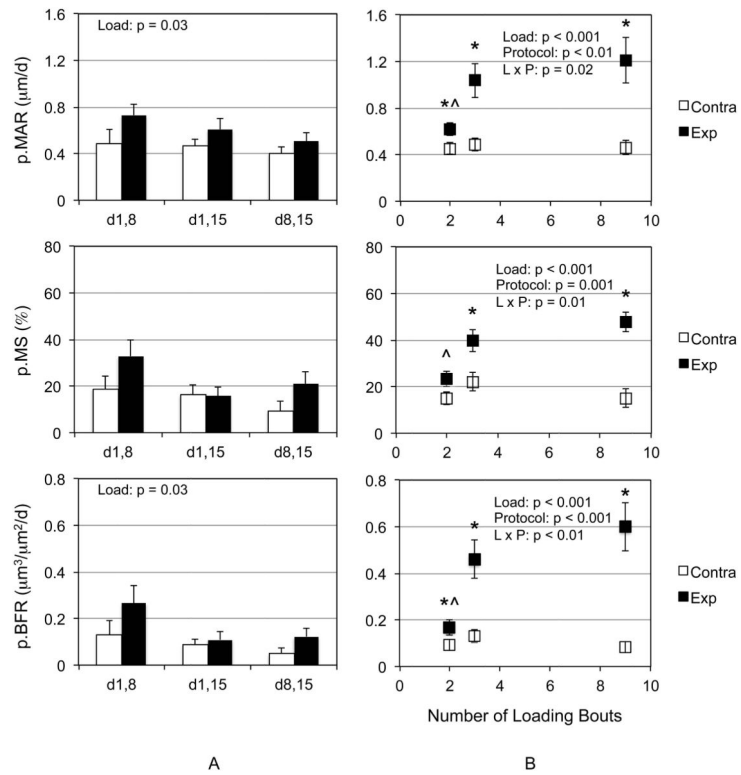 1.6
1.2
0.8
0.4
0
p.MAR (μm/d)
Load: p = 0.03
d1,8 d1,15 d8,15
1.6
1.2
0.8
0.4
0
Load: p < 0.001
Protocol: p < 0.01
L x P: p = 0.02
*^ * *
0 2 4 6 8 10
Contra
Exp
80
60
40
20
0
p.MS (%)
d1,8 d1,15 d8,15
80
60
40
20
0
Load: p < 0.001
Protocol: p = 0.001
L x P: p = 0.01
^ * *
0 2 4 6 8 10
Contra
Exp
0.8
0.6
0.4
0.2
0
p.BFR (μm³/μm²/d)
Load: p = 0.03
d1,8 d1,15 d8,15
0.8
0.6
0.4
0.2
0
Load: p < 0.001
Protocol: p < 0.001
L x P: p < 0.01
*^ * *
0 2 4 6 8 10
Contra
Exp
Number of Loading Bouts
A B